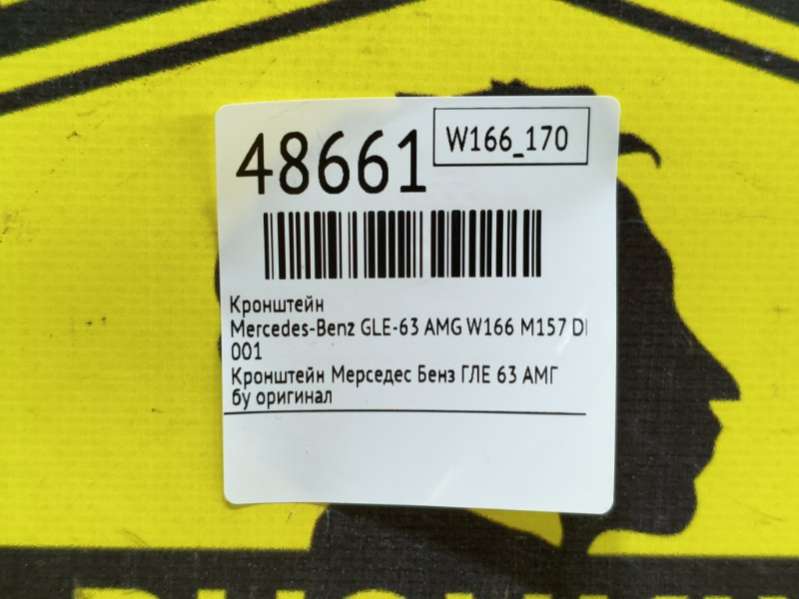 48661
W166_170
Кронштейн
Mercedes-Benz GLE-63 AMG W166 M157
001
Кронштейн Мерседес Бенз ГЛЕ 63 АМГ
бу оригинал